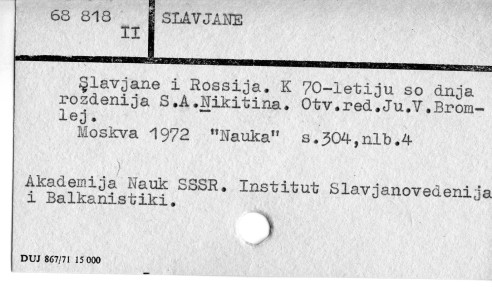 68 818
II
SLAVJANE
Slavjane i Rossija. K 70-letiju so dnja
rozdenija S.A.Nikitina. Otv.red.Ju.V.Brom-
lej.
Moskva 1972 "Nauka" s.304,nlb.4
Akademija Nauk SSSR. Institut Slavjanovedenija
i Balkanistiki.
DUJ 867/71 15 000